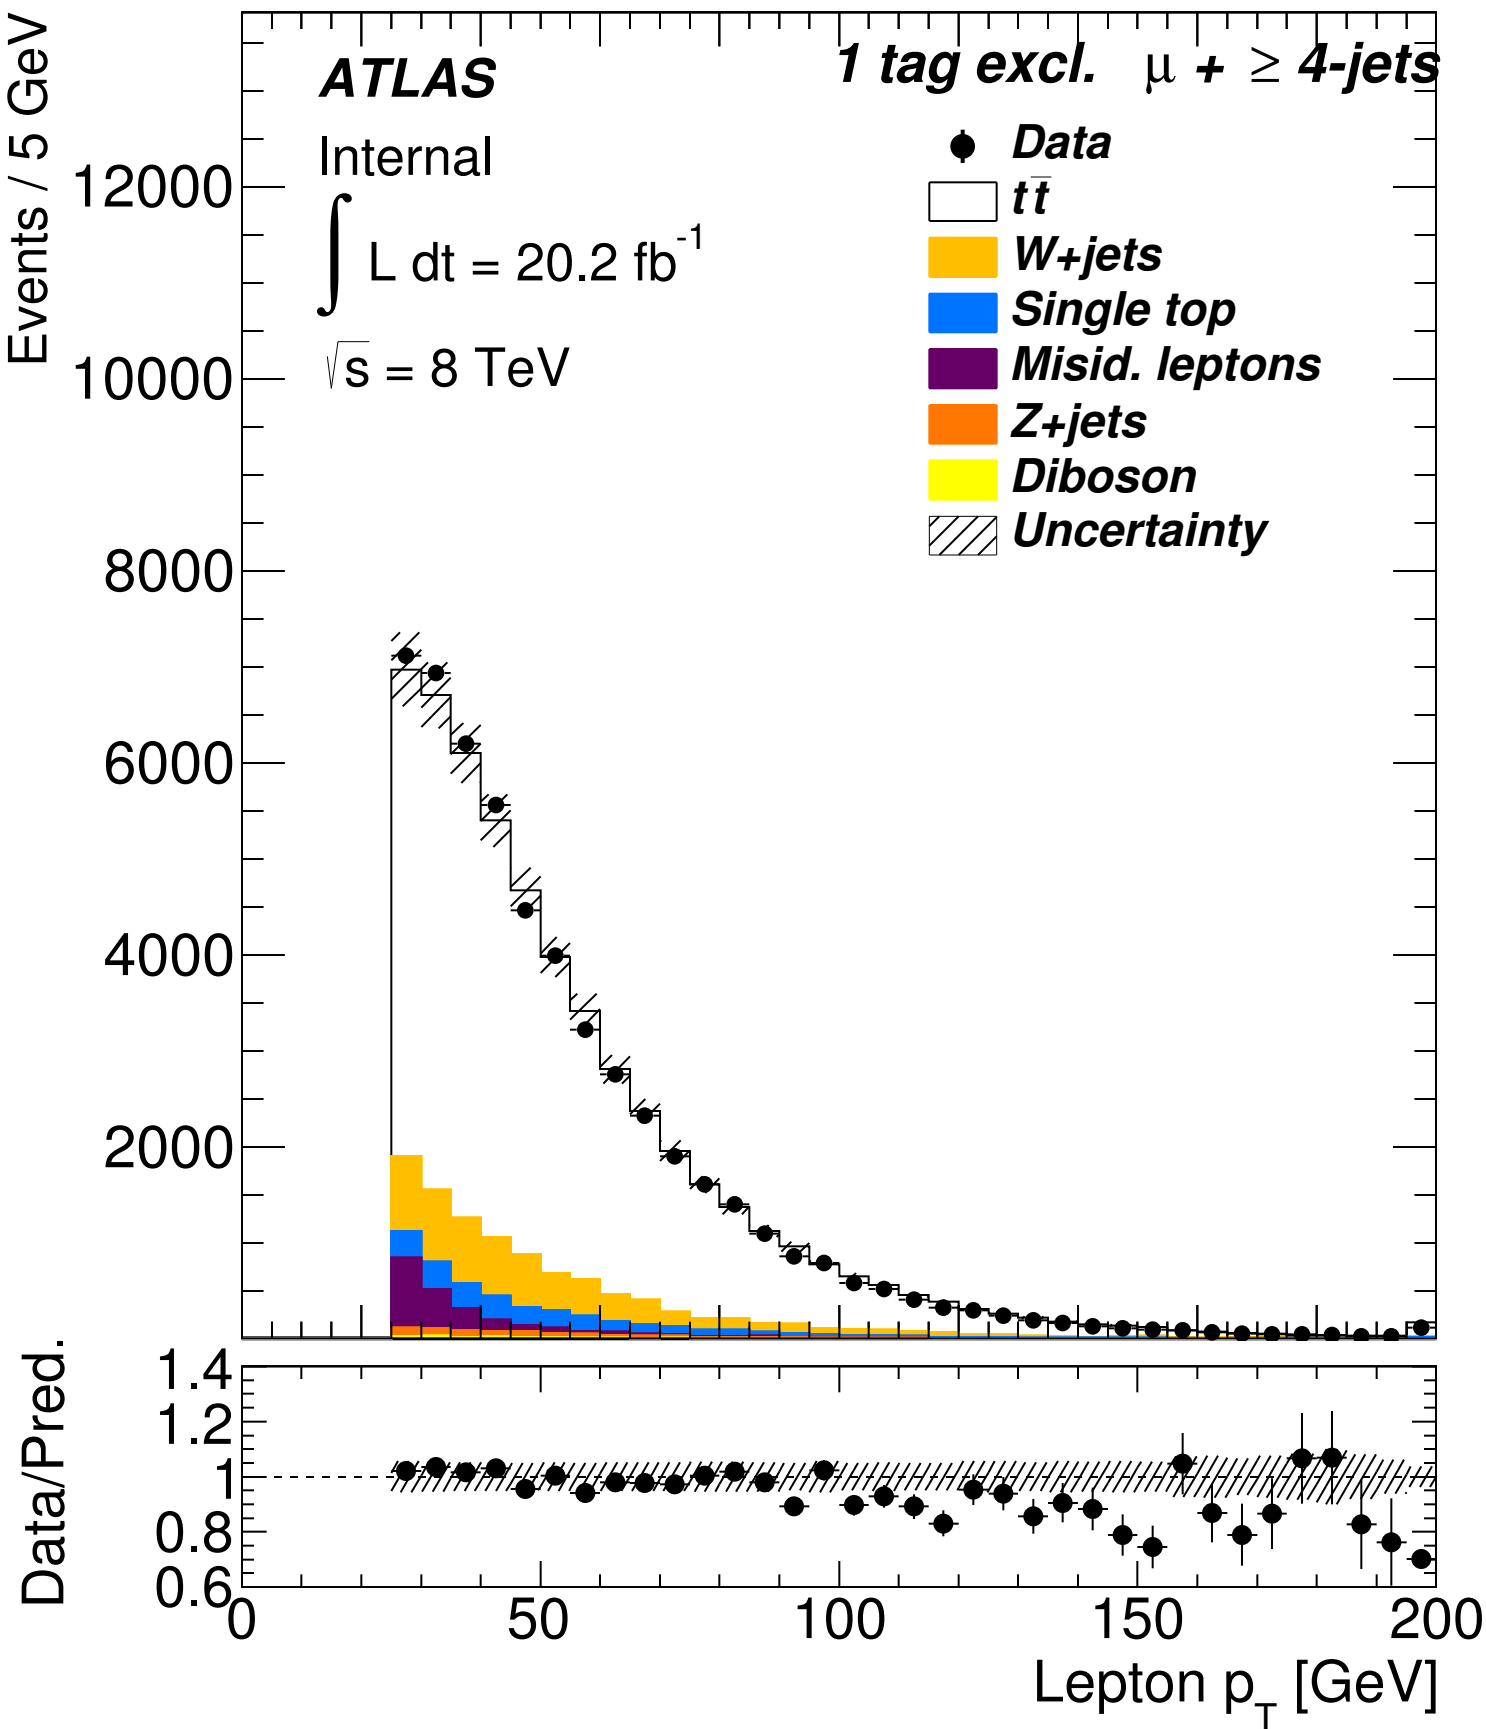 ATLAS
1 tag excl. μ + ≥ 4-jets
Internal
∫ L dt = 20.2 fb⁻¹
√s = 8 TeV
Data
tt̅
W+jets
Single top
Misid. leptons
Z+jets
Diboson
Uncertainty
Events / 5 GeV
12000
10000
8000
6000
4000
2000
Data/Pred.
1.4
1.2
1
0.8
0.6
0 50 100 150 200
Lepton p_T [GeV]